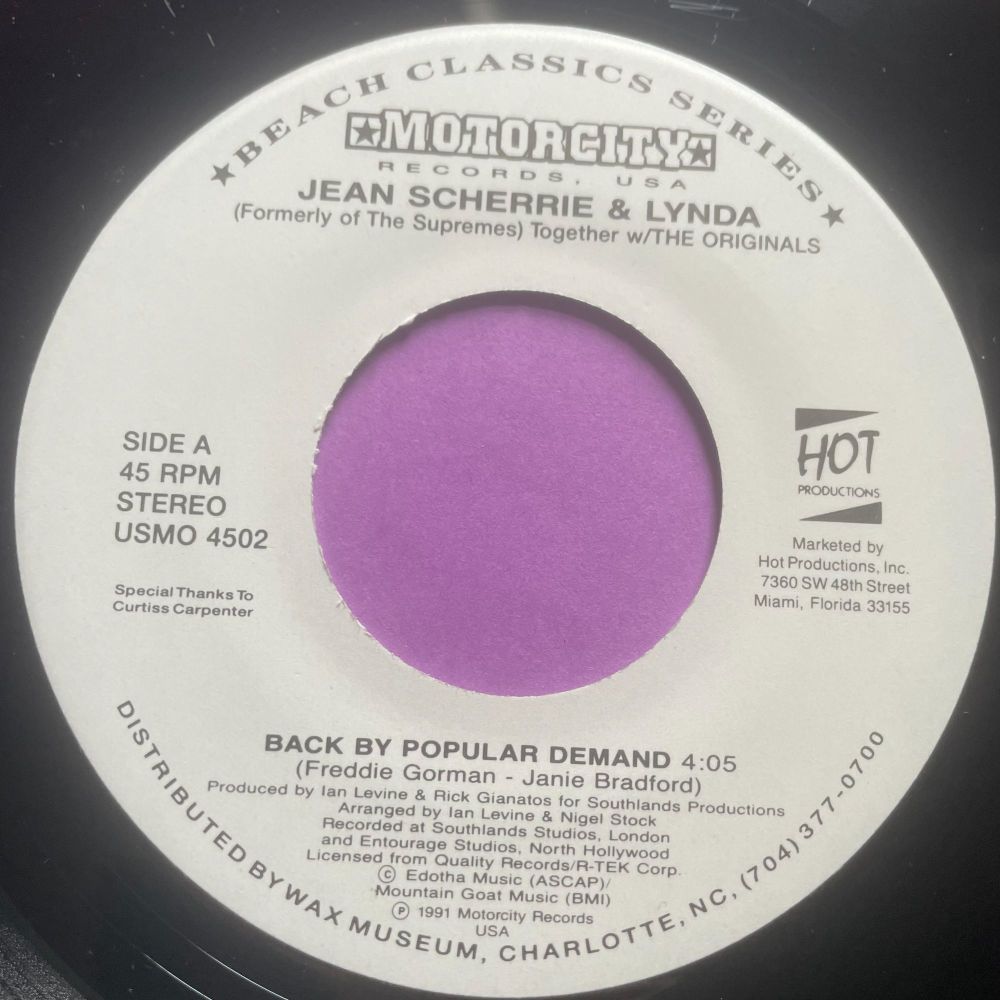 ★ BEACH CLASSICS SERIES ★
★MOTORCITY★
RECORDS, USA
JEAN SCHERRIE & LYNDA
(Formerly of The Supremes) Together w/THE ORIGINALS
SIDE A
45 RPM
STEREO
USMO 4502
Special Thanks To
Curtiss Carpenter
HOT
PRODUCTIONS
Marketed by
Hot Productions, Inc.
7360 SW 48th Street
Miami, Florida 33155
BACK BY POPULAR DEMAND 4:05
(Freddie Gorman - Janie Bradford)
Produced by Ian Levine & Rick Gianatos for Southlands Productions
Arranged by Ian Levine & Nigel Stock
Recorded at Southlands Studios, London
and Entourage Studios, North Hollywood
Licensed from Quality Records/R-TEK Corp.
© Edotha Music (ASCAP)/
Mountain Goat Music (BMI)
℗ 1991 Motorcity Records
USA
DISTRIBUTED BY WAX MUSEUM, CHARLOTTE, NC, (704) 377-0700